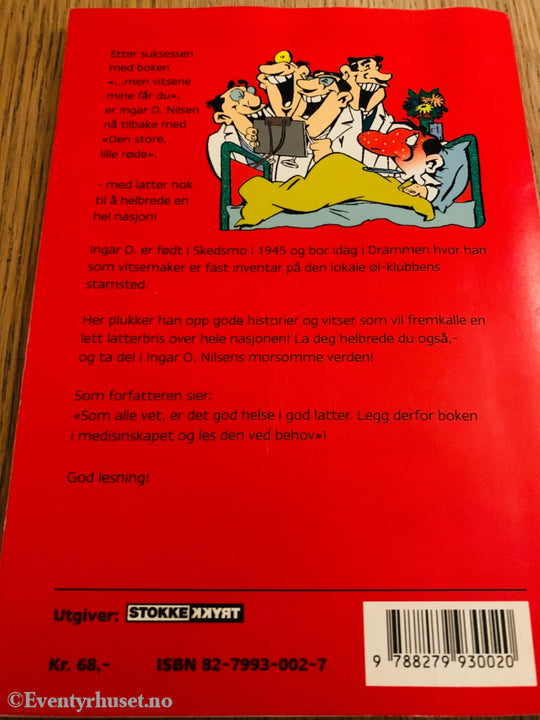 Etter suksessen
med boken
«...men vitsene
mine får du».
er Ingar O. Nilsen
nå tilbake med
«Den store,
lille røde».
- med latter nok
til å helbrede en
hel nasjon!
Ingar O. er født i Skedsmo i 1945 og bor idag i Drammen hvor han
som vitsemaker er fast inventar på den lokale øl-klubbens
stamsted.
Her plukker han opp gode historier og vitser som vil fremkalle en
lett latterbris over hele nasjonen! La deg helbrede du også,-
og ta del i Ingar O. Nilsens morsomme verden!
Som forfatteren sier:
«Som alle vet, er det god helse i god latter. Legg derfor boken
i medisinskapet og les den ved behov»!
God lesning!
Utgiver: STOKKE TRYKK
Kr. 68,- ISBN 82-7993-002-7
9 788279 930020
©Eventyrhuset.no